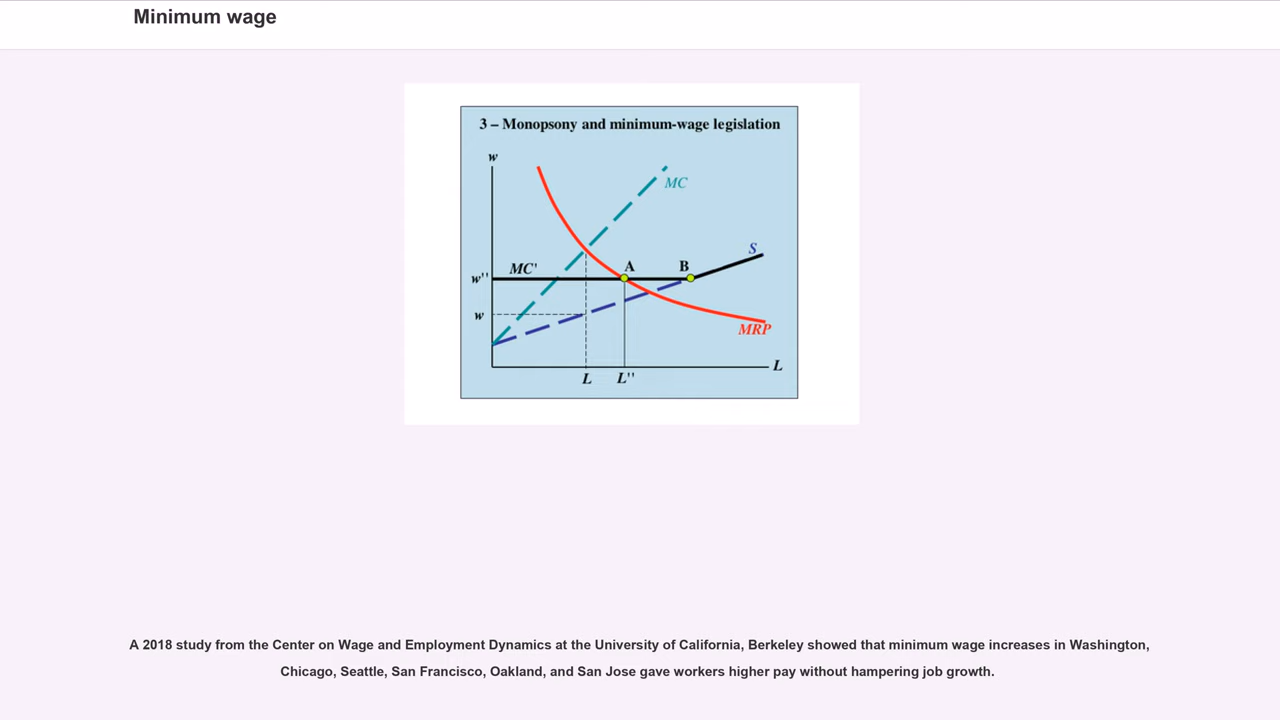 Minimum wage
3 – Monopsony and minimum-wage legislation
w
MC
S
A
B
MC'
w''
w
MRP
L
L
L''
A 2018 study from the Center on Wage and Employment Dynamics at the University of California, Berkeley showed that minimum wage increases in Washington,
Chicago, Seattle, San Francisco, Oakland, and San Jose gave workers higher pay without hampering job growth.